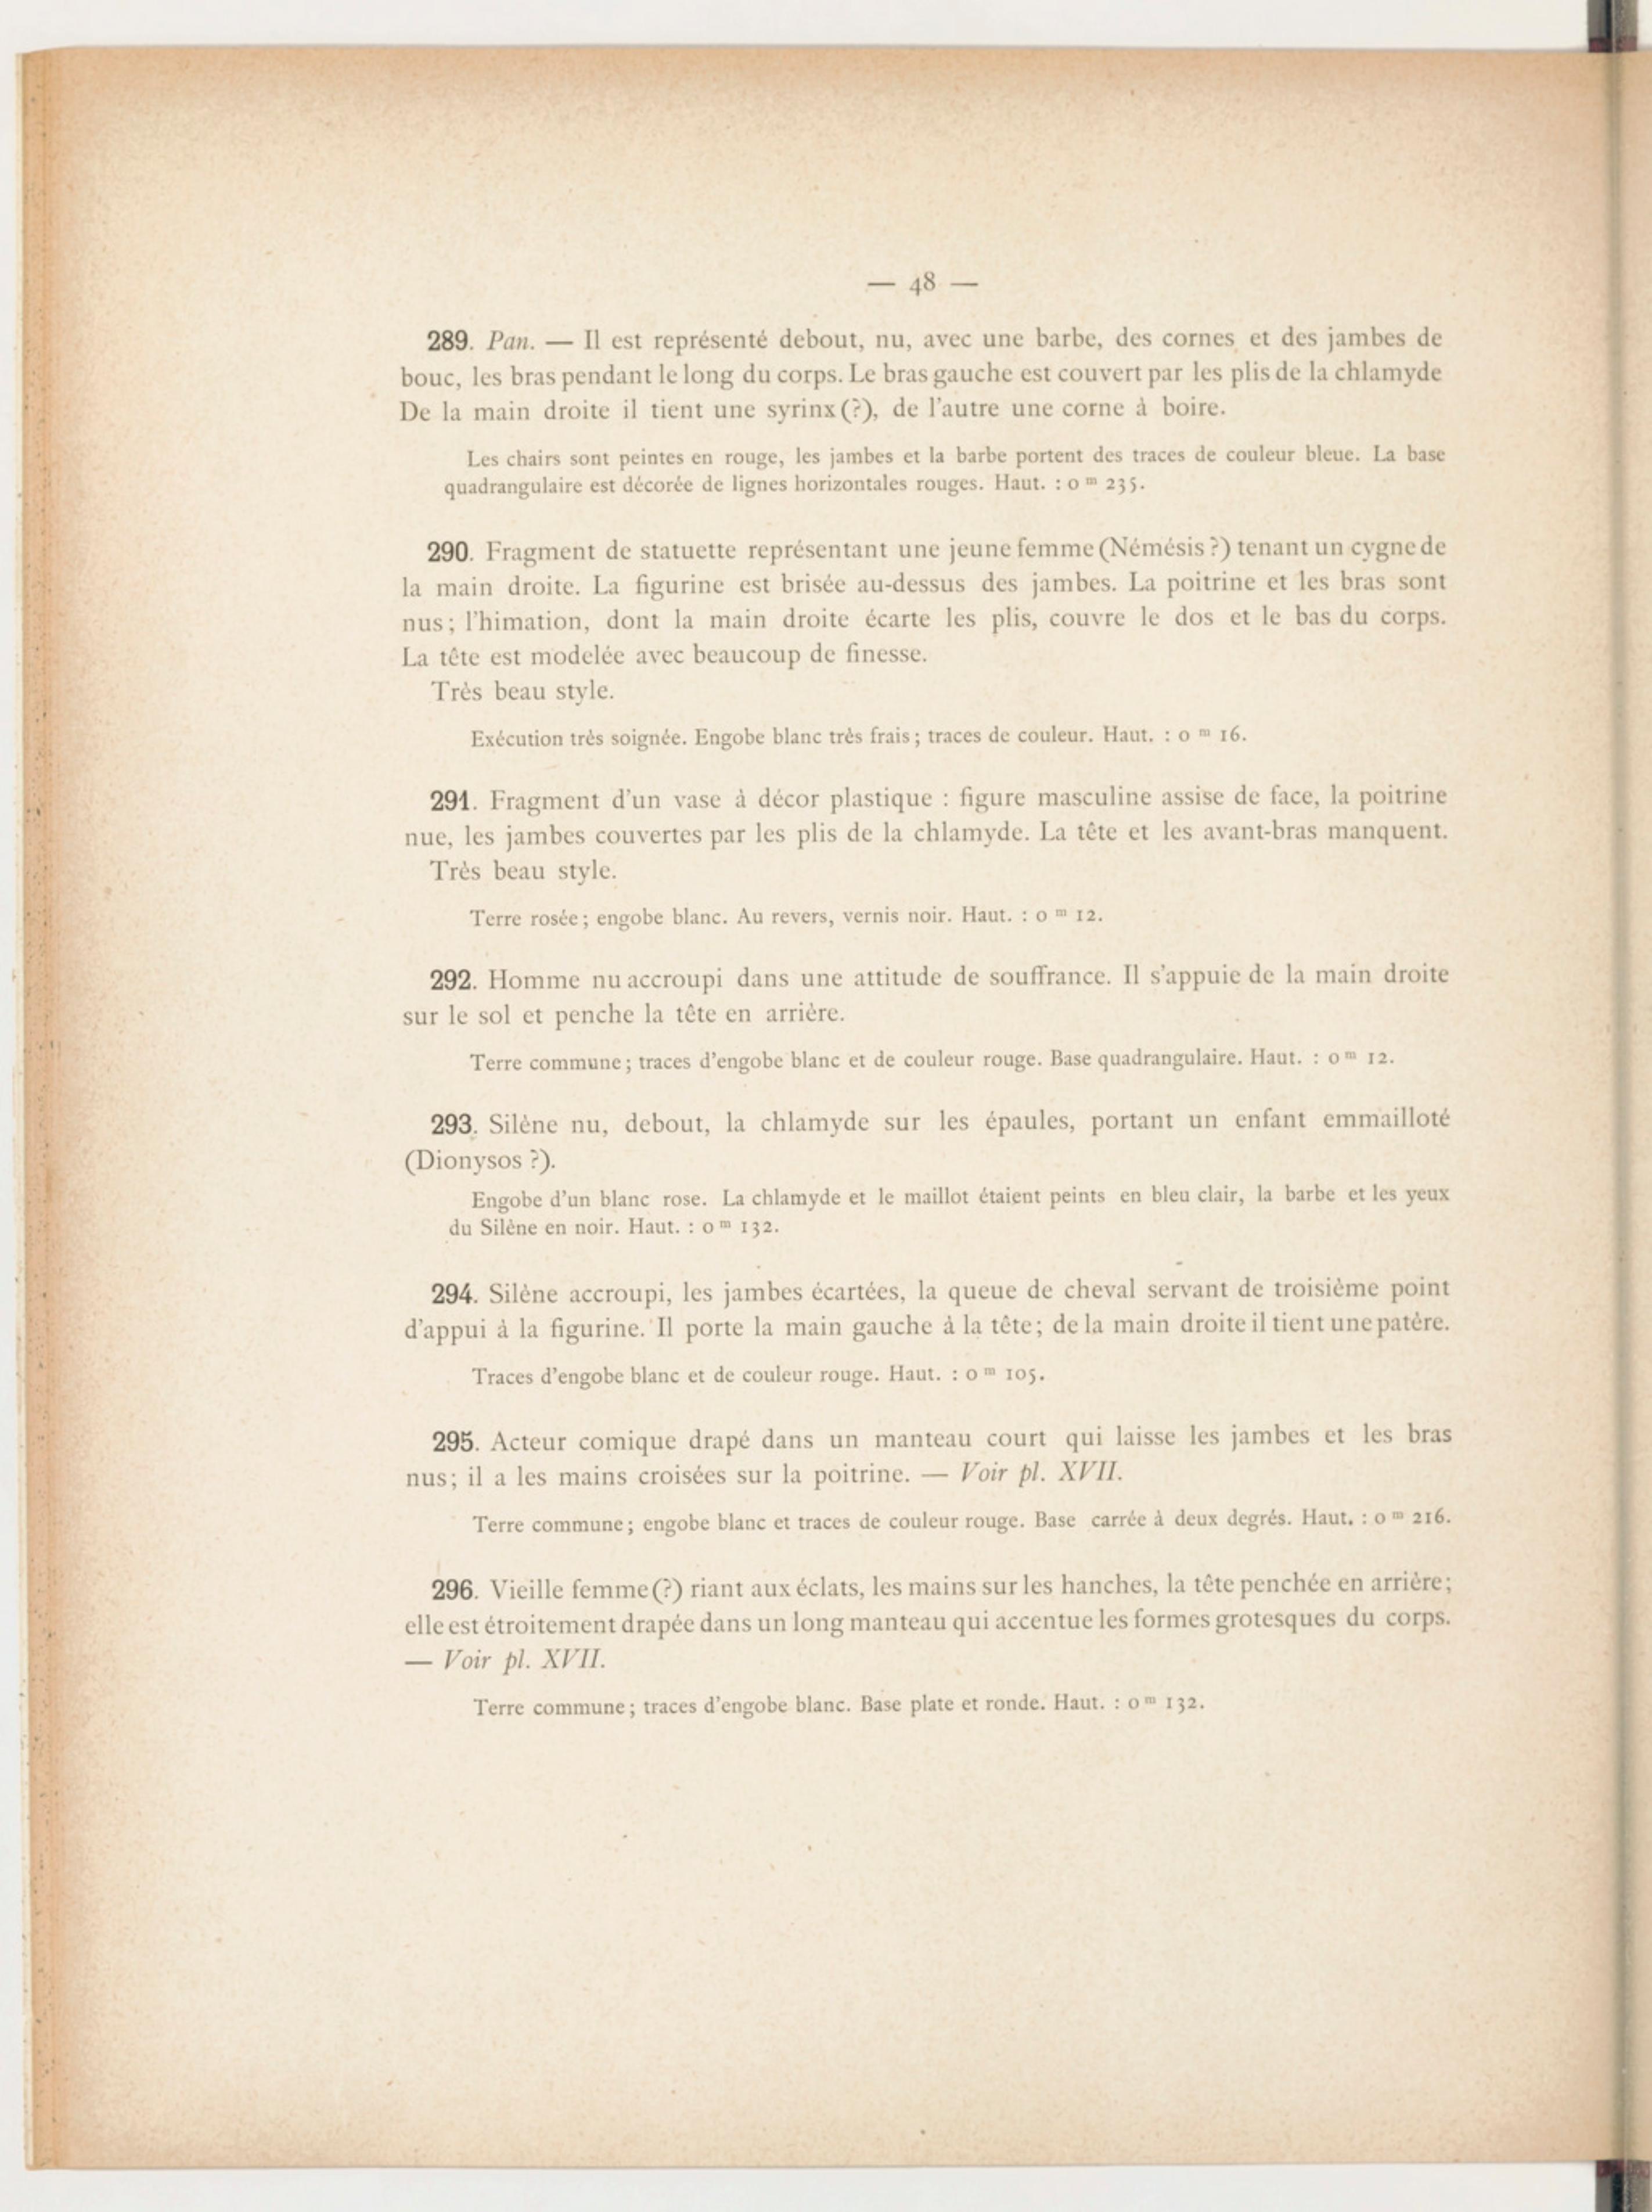 — 48 —
289. Pan. — Il est représenté debout, nu, avec une barbe, des cornes et des jambes de
bouc, les bras pendant le long du corps. Le bras gauche est couvert par les plis de la chlamyde
De la main droite il tient une syrinx (?), de l'autre une corne à boire.
Les chairs sont peintes en rouge, les jambes et la barbe portent des traces de couleur bleue. La base
quadrangulaire est décorée de lignes horizontales rouges. Haut. : 0 m 235.
290. Fragment de statuette représentant une jeune femme (Némésis ?) tenant un cygne de
la main droite. La figurine est brisée au-dessus des jambes. La poitrine et les bras sont
nus ; l'himation, dont la main droite écarte les plis, couvre le dos et le bas du corps.
La tête est modelée avec beaucoup de finesse.
Très beau style.
Exécution très soignée. Engobe blanc très frais ; traces de couleur. Haut. : 0 m 16.
291. Fragment d'un vase à décor plastique : figure masculine assise de face, la poitrine
nue, les jambes couvertes par les plis de la chlamyde. La tête et les avant-bras manquent.
Très beau style.
Terre rosée ; engobe blanc. Au revers, vernis noir. Haut. : 0 m 12.
292. Homme nu accroupi dans une attitude de souffrance. Il s'appuie de la main droite
sur le sol et penche la tête en arrière.
Terre commune ; traces d'engobe blanc et de couleur rouge. Base quadrangulaire. Haut. : 0 m 12.
293. Silène nu, debout, la chlamyde sur les épaules, portant un enfant emmailloté
(Dionysos ?).
Engobe d'un blanc rose. La chlamyde et le maillot étaient peints en bleu clair, la barbe et les yeux
du Silène en noir. Haut. : 0 m 132.
294. Silène accroupi, les jambes écartées, la queue de cheval servant de troisième point
d'appui à la figurine. Il porte la main gauche à la tête ; de la main droite il tient une patère.
Traces d'engobe blanc et de couleur rouge. Haut. : 0 m 105.
295. Acteur comique drapé dans un manteau court qui laisse les jambes et les bras
nus ; il a les mains croisées sur la poitrine. — Voir pl. XVII.
Terre commune ; engobe blanc et traces de couleur rouge. Base carrée à deux degrés. Haut. : 0 m 216.
296. Vieille femme (?) riant aux éclats, les mains sur les hanches, la tête penchée en arrière ;
elle est étroitement drapée dans un long manteau qui accentue les formes grotesques du corps.
— Voir pl. XVII.
Terre commune ; traces d'engobe blanc. Base plate et ronde. Haut. : 0 m 132.